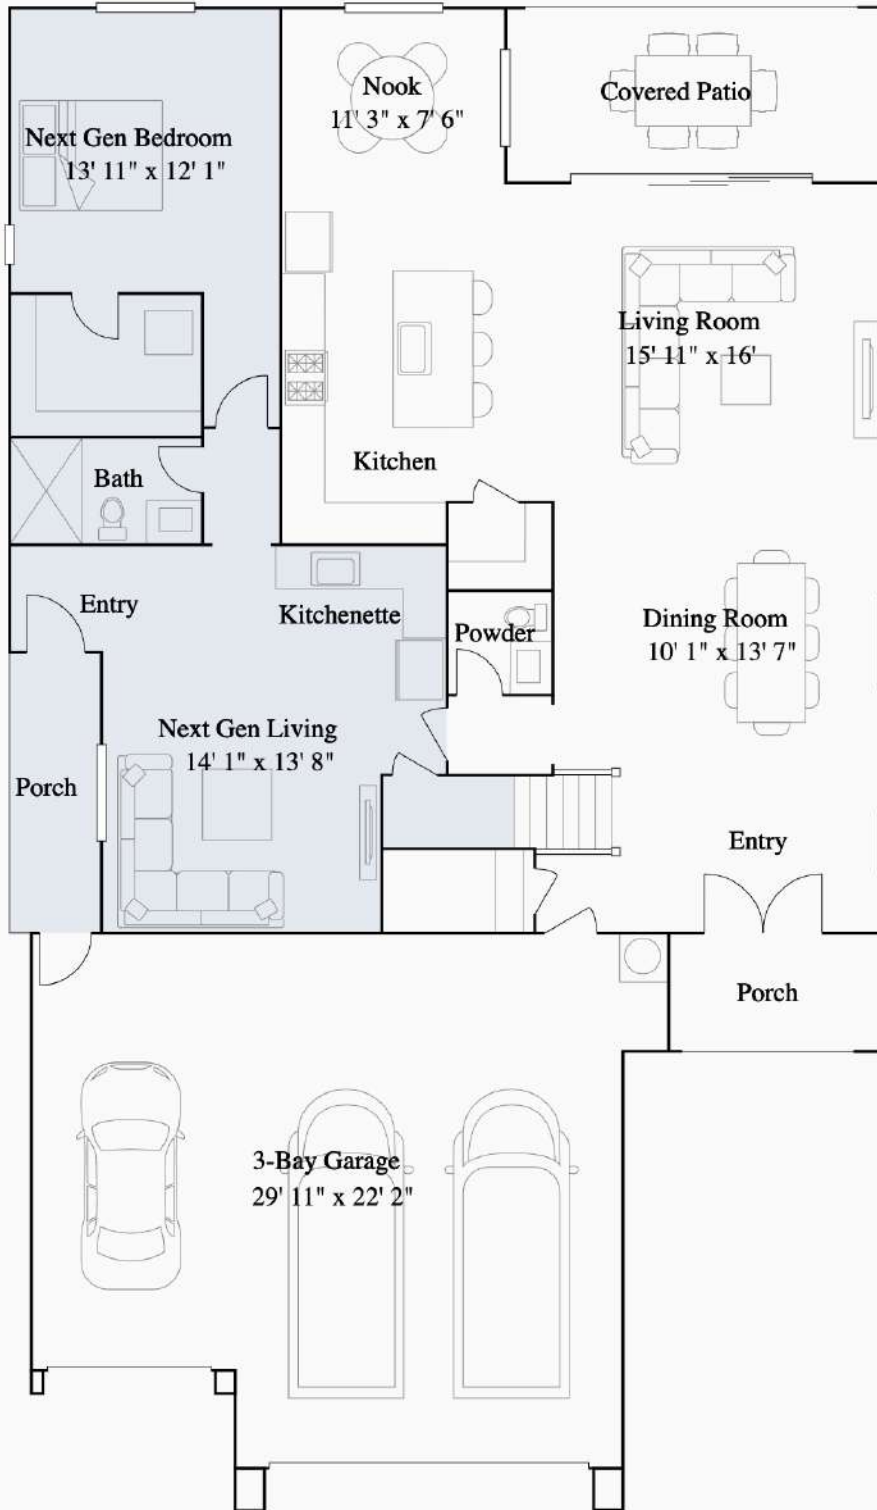 Nook
11' 3" x 7' 6"
Covered Patio
Next Gen Bedroom
13' 11" x 12' 1"
Living Room
15' 11" x 16'
Kitchen
Bath
Entry
Kitchenette
Powder
Dining Room
10' 1" x 13' 7"
Next Gen Living
14' 1" x 13' 8"
Porch
Entry
Porch
3-Bay Garage
29' 11" x 22' 2"